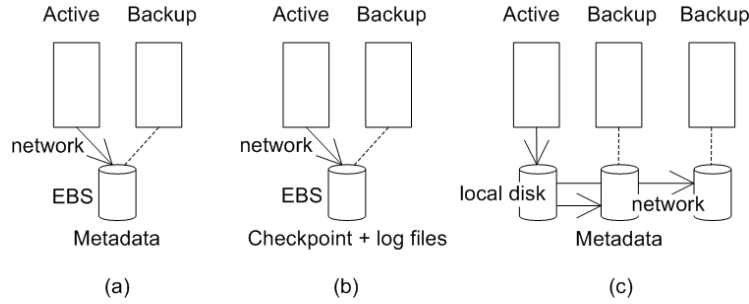 Active Backup
network
EBS
Metadata
(a)
Active Backup
network
EBS
Checkpoint + log files
(b)
Active Backup Backup
local disk
network
Metadata
(c)